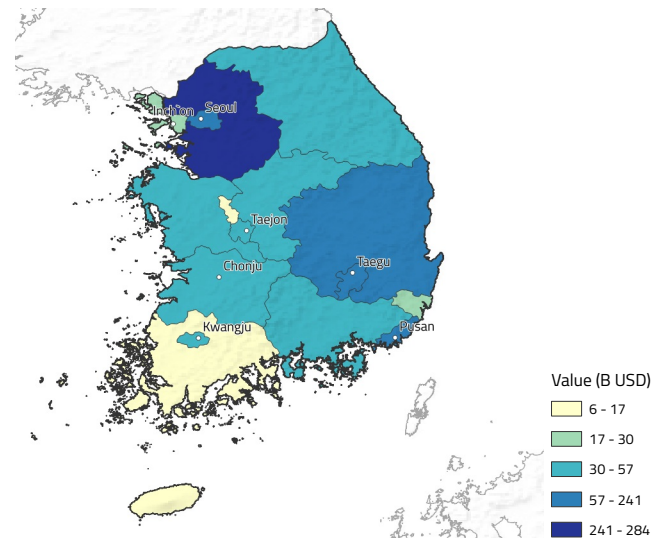 Inch'on
Seoul
Taejon
Chonju
Taegu
Kwangju
Pusan
Value (B USD)
6 - 17
17 - 30
30 - 57
57 - 241
241 - 284